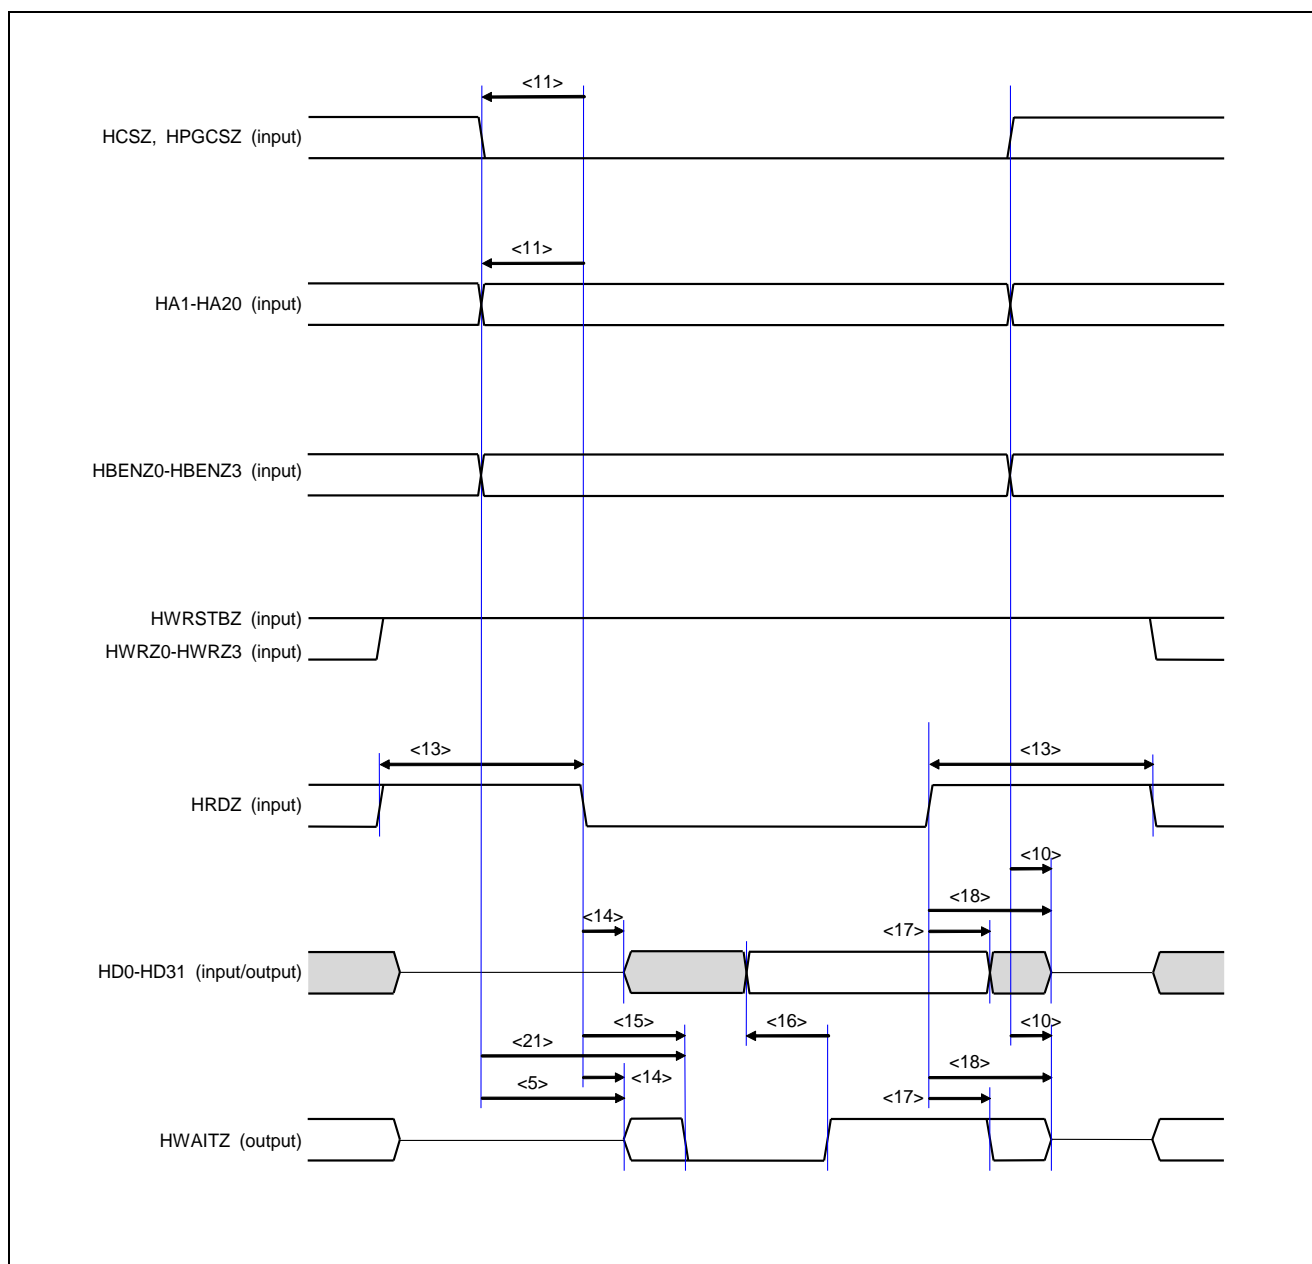 <11>
HCSZ, HPGCSZ (input)
<11>
HA1-HA20 (input)
HBENZ0-HBENZ3 (input)
HWRSTBZ (input)
HWRZ0-HWRZ3 (input)
<13> <13>
HRDZ (input)
<10>
<18>
<14> <17>
HD0-HD31 (input/output)
<15> <16> <10>
<21>
<14> <18>
<5> <17>
HWAITZ (output)